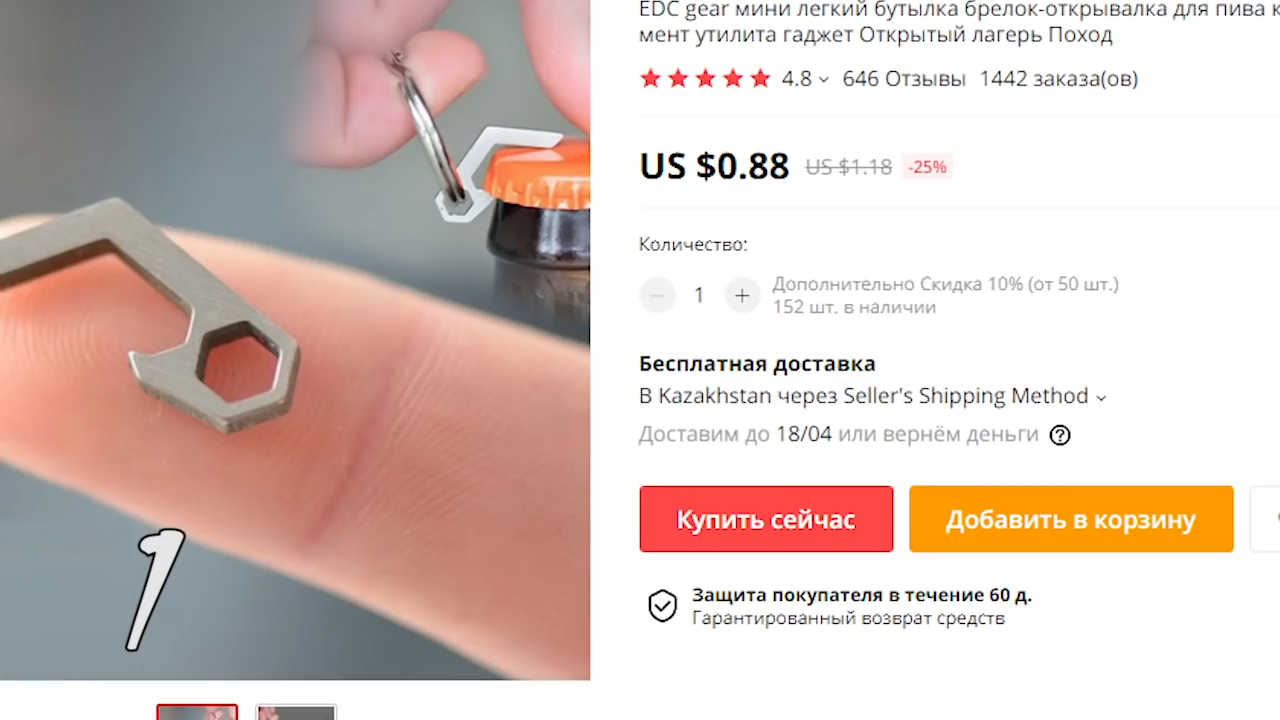 EDC gear мини легкий бутылка брелок-открывалка для пива
мент утилита гаджет Открытый лагерь Поход
4.8 646 Отзывы 1442 заказа(ов)
US $0.88 US $1.18 -25%
Количество:
1
Дополнительно Скидка 10% (от 50 шт.)
152 шт. в наличии
Бесплатная доставка
В Kazakhstan через Seller's Shipping Method
Доставим до 18/04 или вернём деньги
Купить сейчас
Добавить в корзину
Защита покупателя в течение 60 д.
Гарантированный возврат средств
1